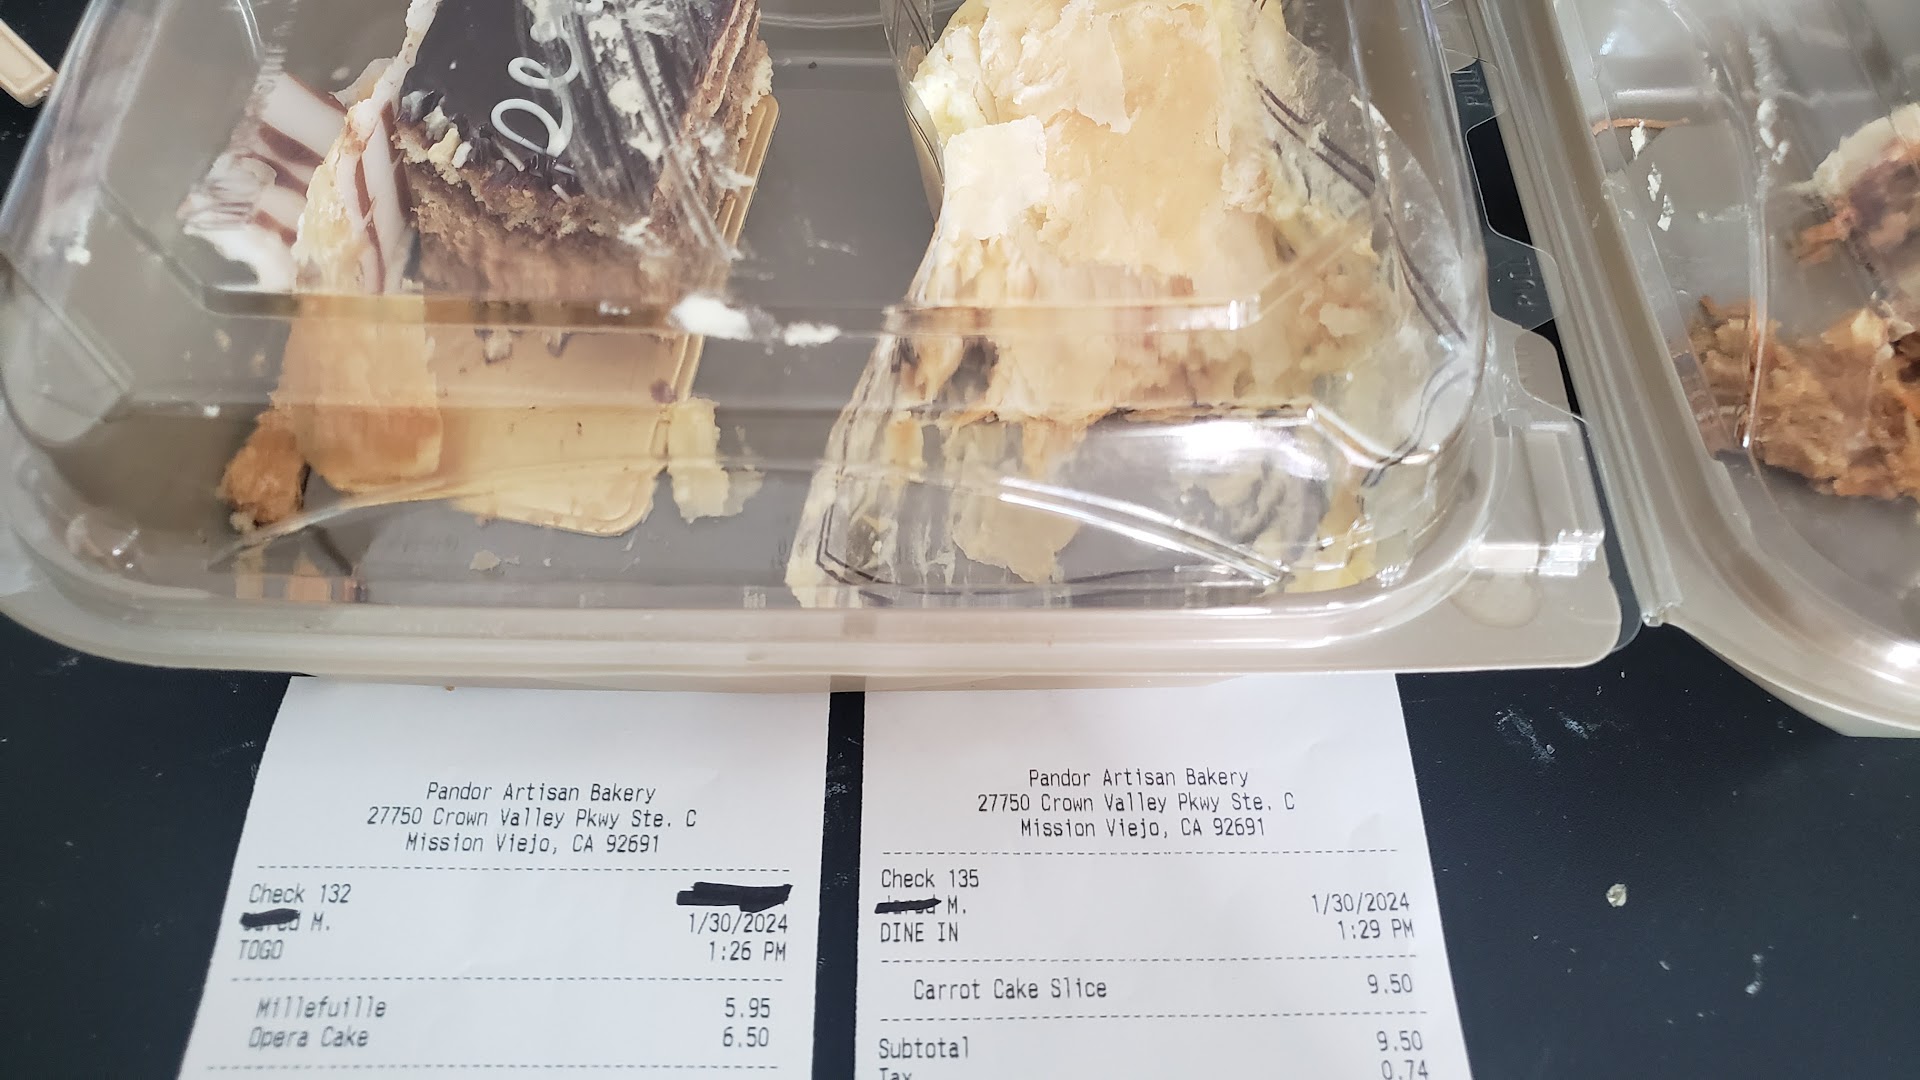 De
PULL
PULL
Pandor Artisan Bakery
27750 Crown Valley Pkwy Ste. C
Mission Viejo, CA 92691
Check 132
M.
1/30/2024
TOGO
1:26 PM
Millefuille 5.95
Opera Cake 6.50
Pandor Artisan Bakery
27750 Crown Valley Pkwy Ste. C
Mission Viejo, CA 92691
Check 135
M.
1/30/2024
DINE IN
1:29 PM
Carrot Cake Slice 9.50
Subtotal 9.50
Tax 0.74